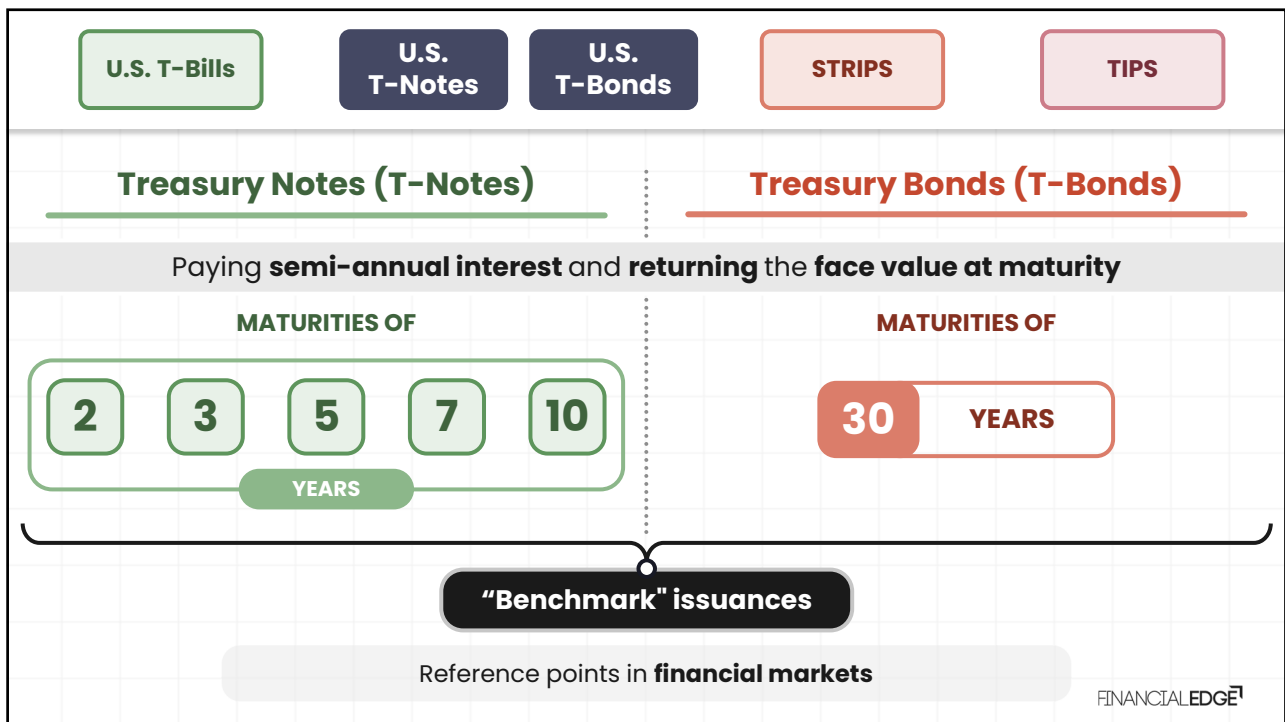 U.S. T-Bills
U.S.
T-Notes
U.S.
T-Bonds
STRIPS
TIPS
Treasury Notes (T-Notes)
Treasury Bonds (T-Bonds)
Paying semi-annual interest and returning the face value at maturity
MATURITIES OF
2 3 5 7 10
YEARS
MATURITIES OF
30 YEARS
“Benchmark" issuances
Reference points in financial markets
FINANCIALEDGE